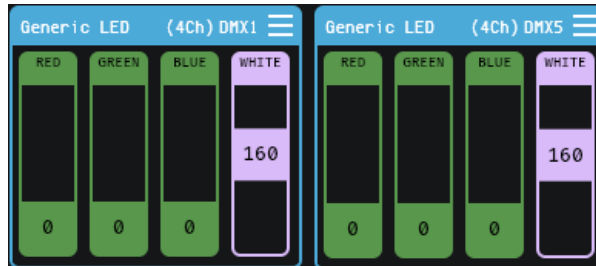 Generic LED (4Ch) DMX1
RED GREEN BLUE WHITE
160
0 0 0
Generic LED (4Ch) DMX5
RED GREEN BLUE WHITE
160
0 0 0